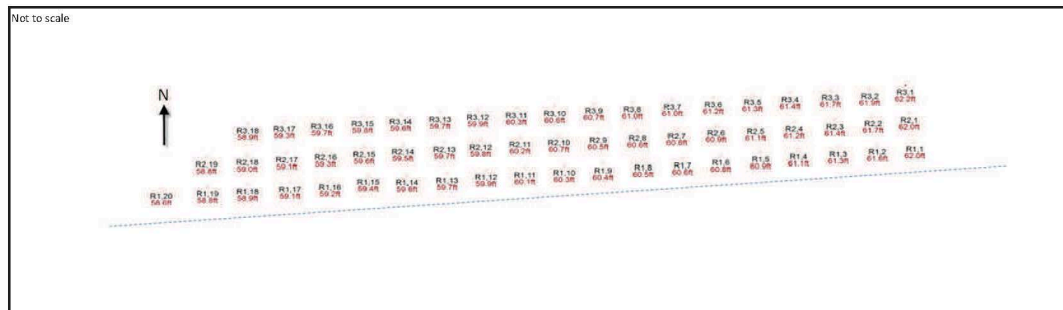 Not to scale
N
R3,1
62.2ft
R3,2
61.9ft
R3,3
61.7ft
R3,4
61.4ft
R3,5
61.3ft
R3,6
61.2ft
R3,7
61.0ft
R3,8
61.0ft
R3,9
60.7ft
R3,10
60.6ft
R3,11
60.3ft
R3,12
59.9ft
R3,13
59.7ft
R3,14
59.6ft
R3,15
59.8ft
R3,16
59.7ft
R3,17
59.3ft
R3,18
58.9ft
R2,1
62.0ft
R2,2
61.7ft
R2,3
61.4ft
R2,4
61.2ft
R2,5
61.1ft
R2,6
60.9ft
R2,7
60.8ft
R2,8
60.6ft
R2,9
60.5ft
R2,10
60.7ft
R2,11
60.2ft
R2,12
59.8ft
R2,13
59.7ft
R2,14
59.5ft
R2,15
59.6ft
R2,16
59.3ft
R2,17
59.1ft
R2,18
59.0ft
R2,19
58.8ft
R1,1
62.0ft
R1,2
61.6ft
R1,3
61.3ft
R1,4
61.1ft
R1,5
60.9ft
R1,6
60.8ft
R1,7
60.6ft
R1,8
60.5ft
R1,9
60.4ft
R1,10
60.3ft
R1,11
60.1ft
R1,12
59.9ft
R1,13
59.7ft
R1,14
59.6ft
R1,15
59.4ft
R1,16
59.2ft
R1,17
59.1ft
R1,18
58.9ft
R1,19
58.8ft
R1,20
58.6ft